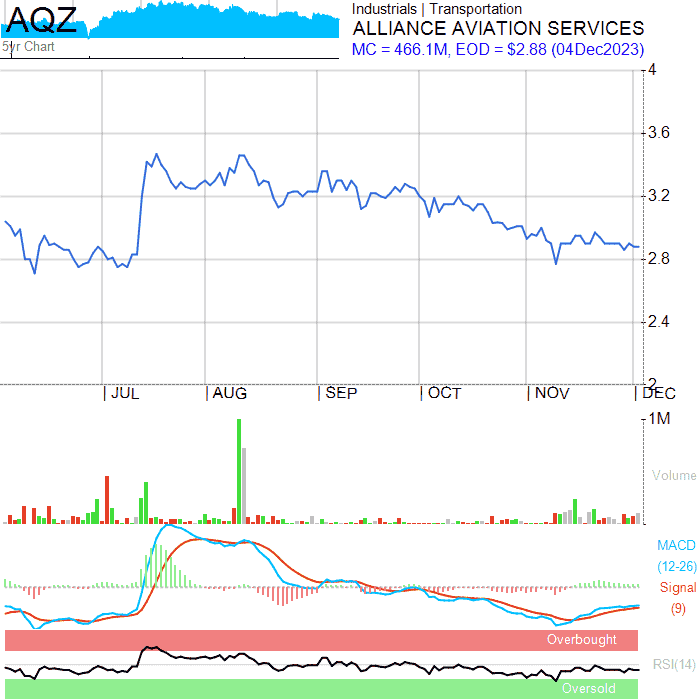 AQZ
5yr Chart
Industrials | Transportation
ALLIANCE AVIATION SERVICES
MC = 466.1M, EOD = $2.88 (04Dec2023)
4
3.6
3.2
2.8
2.4
2
JUL AUG SEP OCT NOV DEC
1M
Volume
MACD
(12-26)
Signal
(9)
Overbought
RSI(14)
Oversold